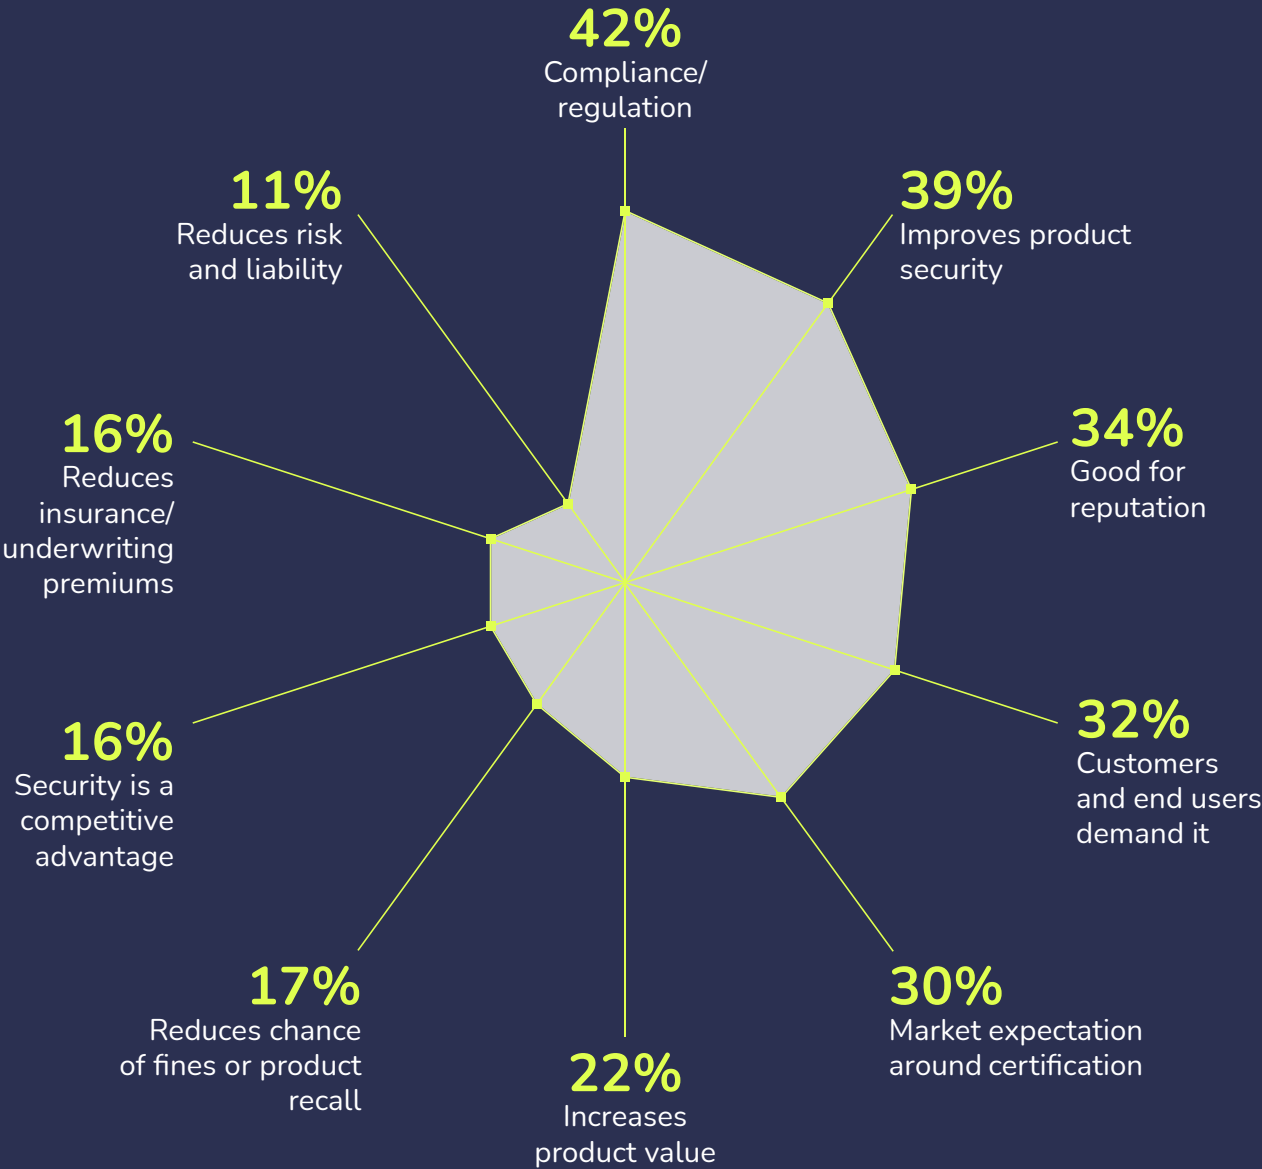 42%
Compliance/
regulation
39%
Improves product
security
34%
Good for
reputation
32%
Customers
and end users
demand it
30%
Market expectation
around certification
22%
Increases
product value
17%
Reduces chance
of fines or product
recall
16%
Security is a
competitive
advantage
16%
Reduces
insurance/
underwriting
premiums
11%
Reduces risk
and liability